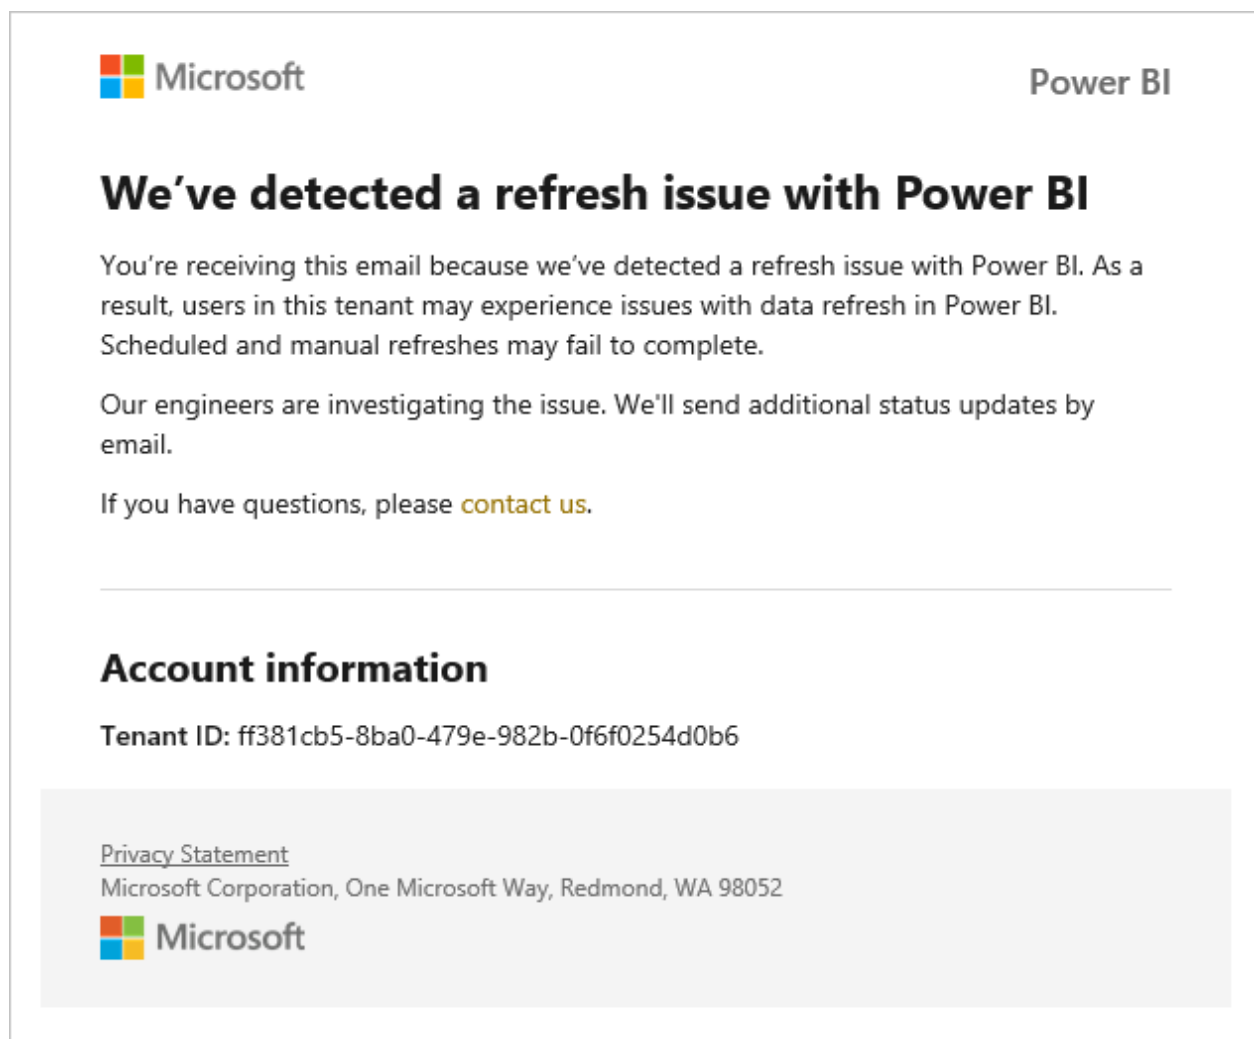 Microsoft
Power BI
We've detected a refresh issue with Power BI
You're receiving this email because we've detected a refresh issue with Power BI. As a
result, users in this tenant may experience issues with data refresh in Power BI.
Scheduled and manual refreshes may fail to complete.
Our engineers are investigating the issue. We'll send additional status updates by
email.
If you have questions, please contact us.
Account information
Tenant ID: ff381cb5-8ba0-479e-982b-0f6f0254d0b6
Privacy Statement
Microsoft Corporation, One Microsoft Way, Redmond, WA 98052
Microsoft